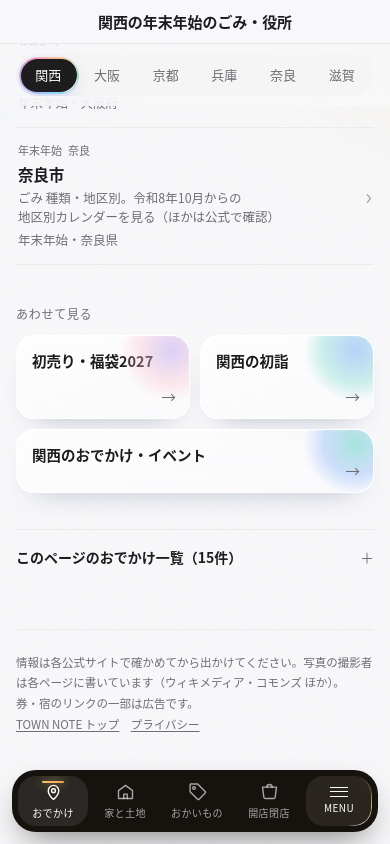 関西の年末年始のごみ・役所
関西 大阪 京都 兵庫 奈良 滋賀
年末年始・大阪府
年末年始 奈良
奈良市
ごみ 種類・地区別。令和8年10月からの
地区別カレンダーを見る（ほかは公式で確認）
年末年始・奈良県
あわせて見る
初売り・福袋2027
関西の初詣
関西のおでかけ・イベント
このページのおでかけ一覧（15件）
情報は各公式サイトで確かめてから出かけてください。写真の撮影者
は各ページに書いています（ウィキメディア・コモンズ ほか）。
券・宿のリンクの一部は広告です。
TOWN NOTE トップ プライバシー
おでかけ 家と土地 おかいもの 開店閉店 MENU